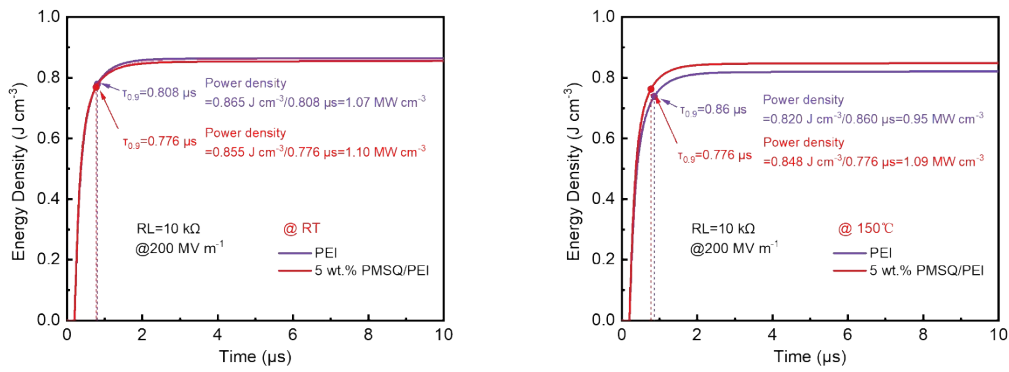 1.0
0.8
0.6
0.4
0.2
0.0
Energy Density (J cm⁻³)
τ0.9=0.808 μs
Power density
=0.865 J cm⁻³/0.808 μs=1.07 MW cm⁻³
τ0.9=0.776 μs
Power density
=0.855 J cm⁻³/0.776 μs=1.10 MW cm⁻³
RL=10 kΩ
@200 MV m⁻¹
@ RT
PEI
5 wt.% PMSQ/PEI
0 2 4 6 8 10
Time (μs)
1.0
0.8
0.6
0.4
0.2
0.0
Energy Density (J cm⁻³)
τ0.9=0.86 μs
Power density
=0.820 J cm⁻³/0.860 μs=0.95 MW cm⁻³
τ0.9=0.776 μs
Power density
=0.848 J cm⁻³/0.776 μs=1.09 MW cm⁻³
RL=10 kΩ
@200 MV m⁻¹
@ 150℃
PEI
5 wt.% PMSQ/PEI
0 2 4 6 8 10
Time (μs)